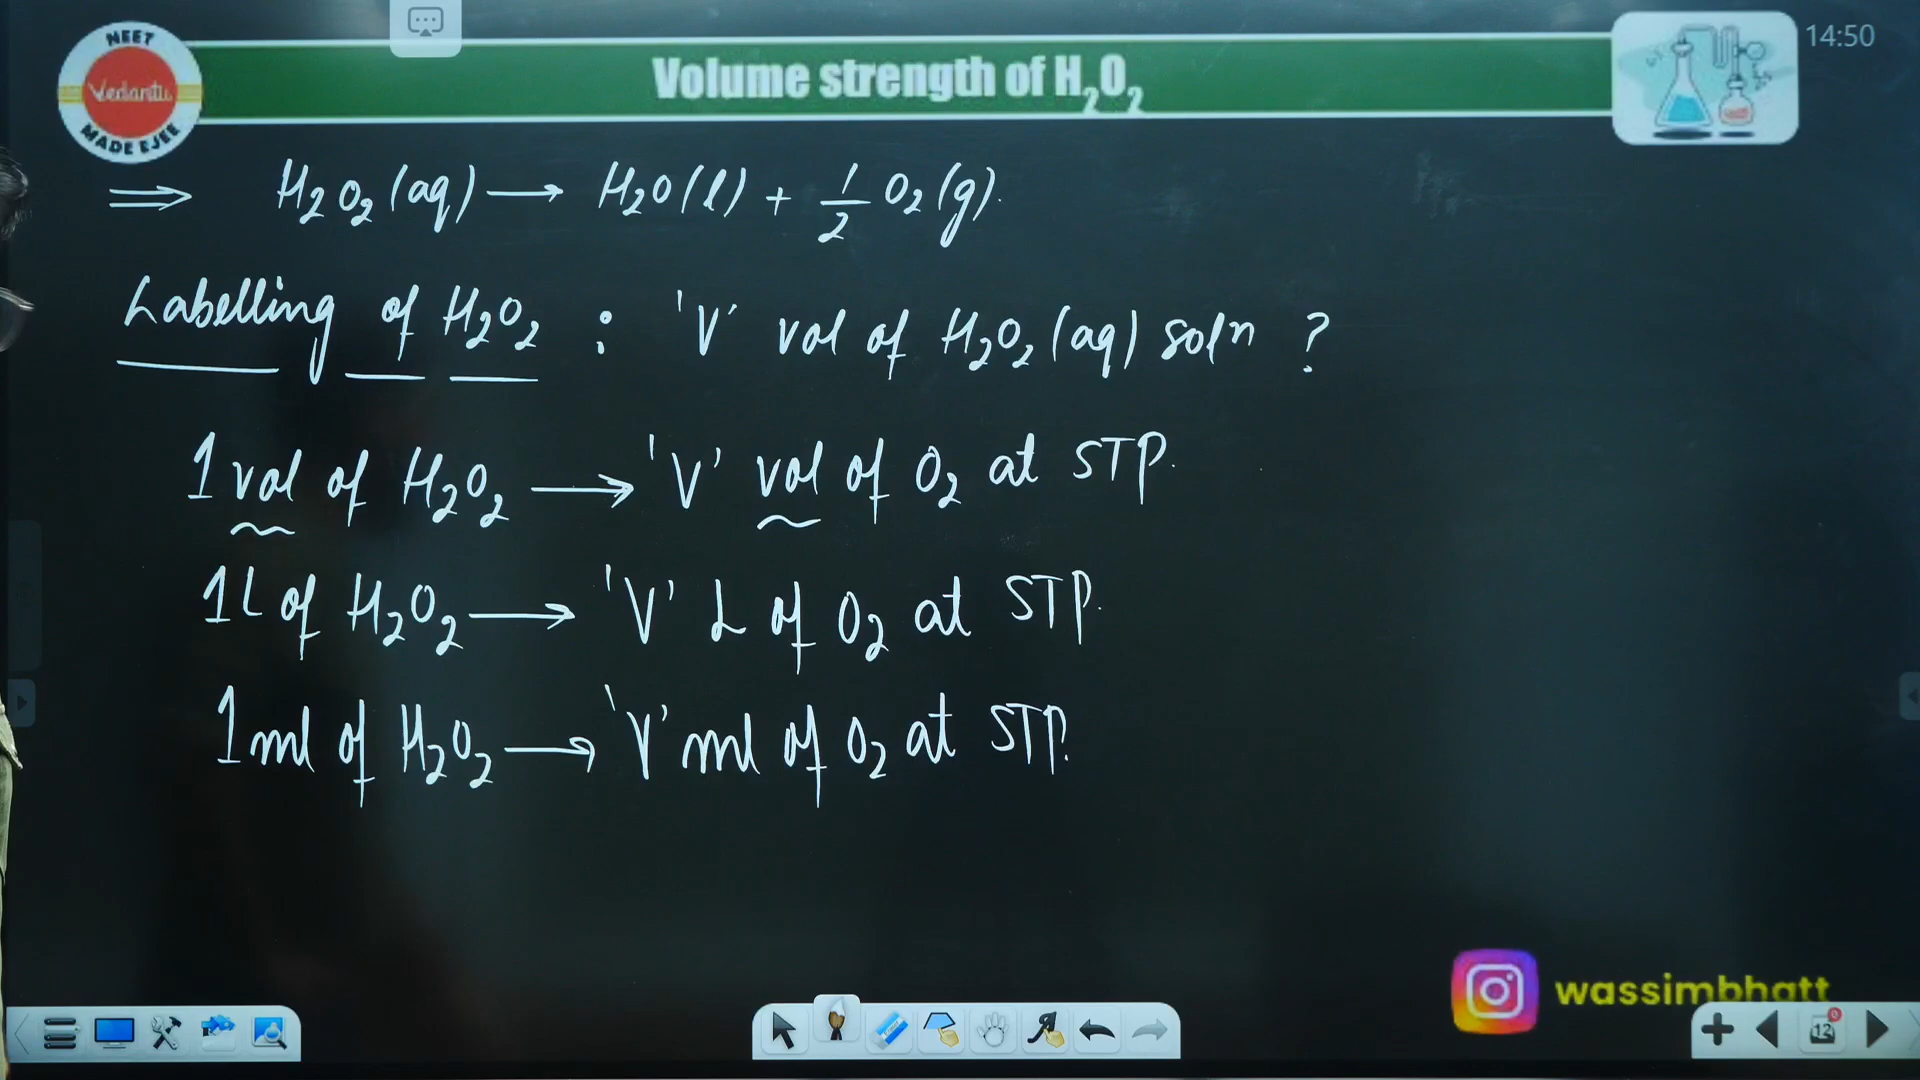 NEET
Vedantu
MADE EJEE
Volume strength of H₂O₂
14:50
⟹ H₂O₂(aq) ⟶ H₂O(l) + 1/2 O₂(g).
Labelling of H₂O₂ : 'V' vol of H₂O₂(aq) soln ?
1 vol of H₂O₂ ⟶ 'V' vol of O₂ at STP.
1L of H₂O₂ ⟶ 'V' L of O₂ at STP.
1 ml of H₂O₂ ⟶ 'V' ml of O₂ at STP.
wassimbhatt
12